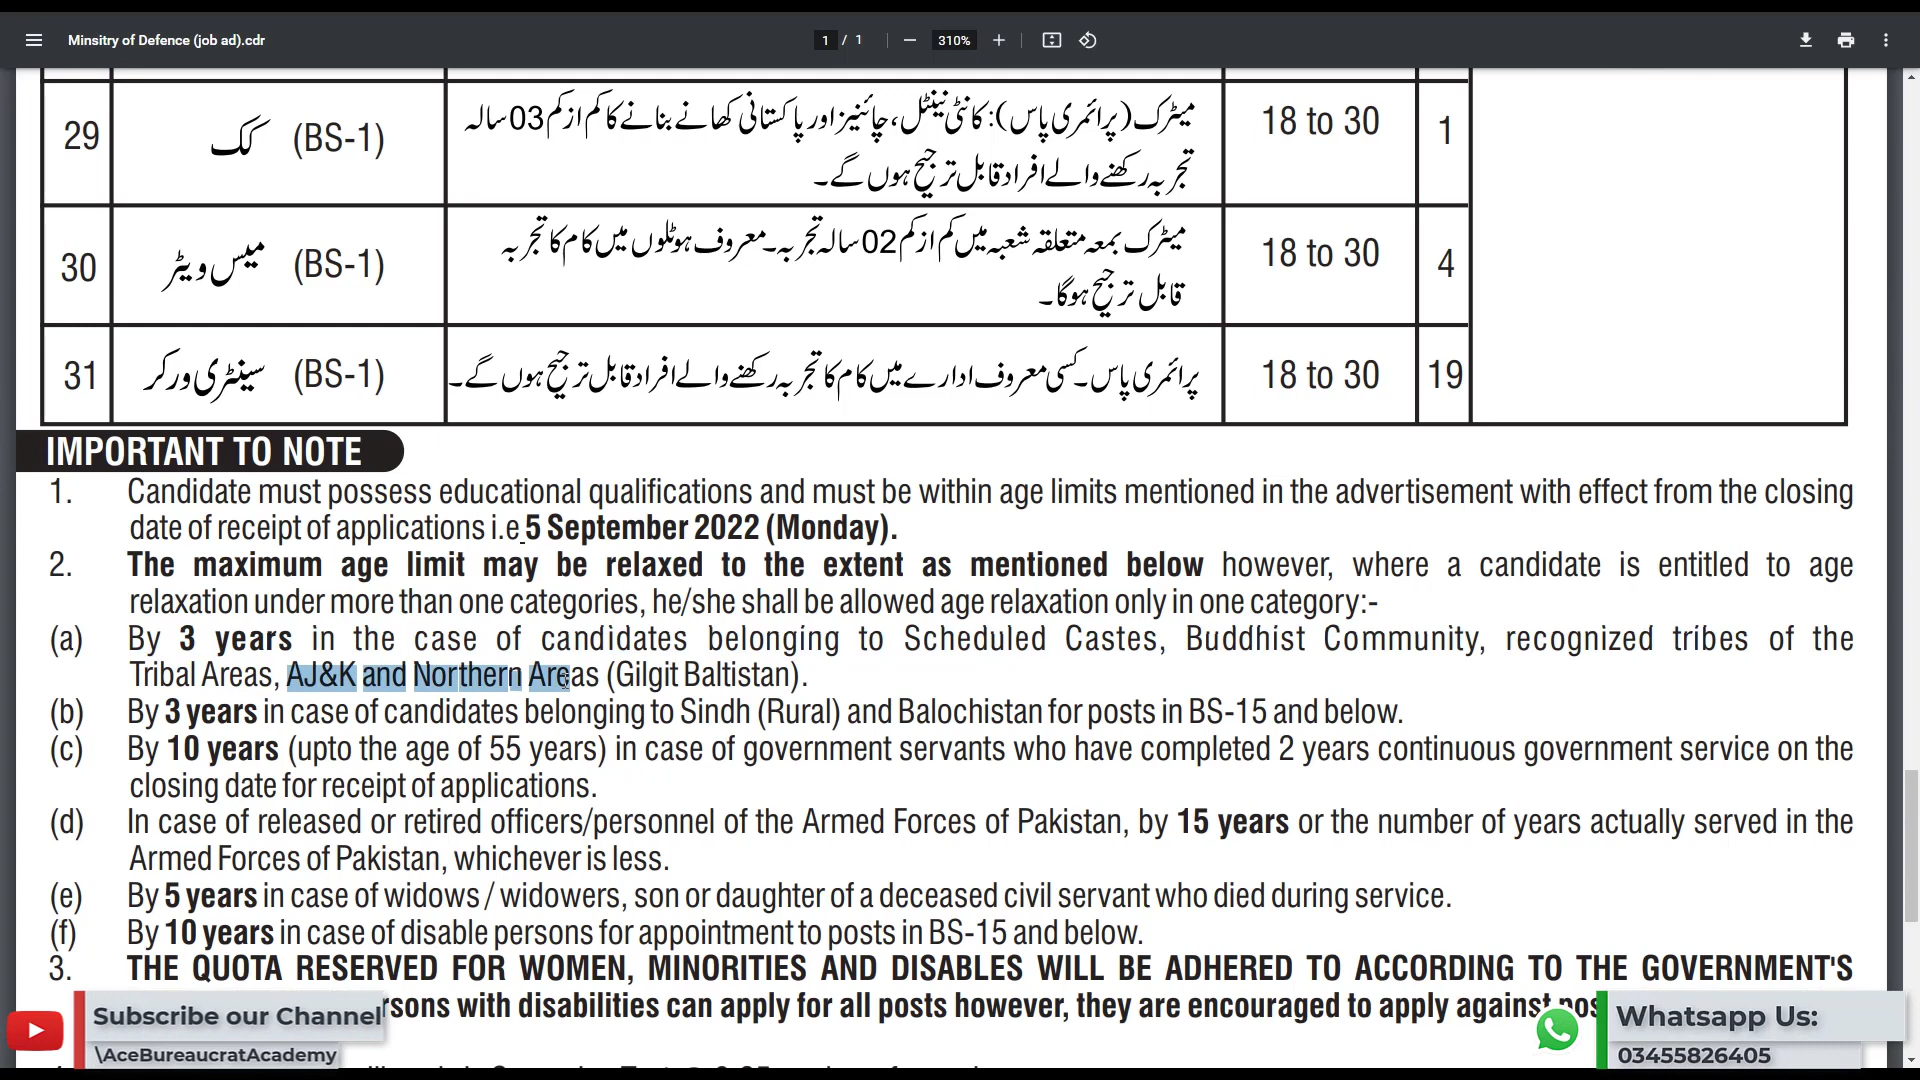 Minsitry of Defence (job ad).cdr
1 / 1
310%
29
کک (BS-1)
میٹرک (پرائمری پاس): کانٹی نینٹل، چائنیز اور پاکستانی کھانے بنانے کا کم از کم 03 سالہ
تجربہ رکھنے والے افراد قابل ترجیح ہوں گے۔
18 to 30
1
30
میس ویٹر (BS-1)
میٹرک بمعہ متعلقہ شعبہ میں کم از کم 02 سالہ تجربہ۔ معروف ہوٹلوں میں کام کا تجربہ
قابل ترجیح ہوگا۔
18 to 30
4
31
سینٹری ورکر (BS-1)
پرائمری پاس۔ کسی معروف ادارے میں کام کا تجربہ رکھنے والے افراد قابل ترجیح ہوں گے۔
18 to 30
19
IMPORTANT TO NOTE
1. Candidate must possess educational qualifications and must be within age limits mentioned in the advertisement with effect from the closing
date of receipt of applications i.e 5 September 2022 (Monday).
2. The maximum age limit may be relaxed to the extent as mentioned below however, where a candidate is entitled to age
relaxation under more than one categories, he/she shall be allowed age relaxation only in one category:-
(a) By 3 years in the case of candidates belonging to Scheduled Castes, Buddhist Community, recognized tribes of the
Tribal Areas, AJ&K and Northern Areas (Gilgit Baltistan).
(b) By 3 years in case of candidates belonging to Sindh (Rural) and Balochistan for posts in BS-15 and below.
(c) By 10 years (upto the age of 55 years) in case of government servants who have completed 2 years continuous government service on the
closing date for receipt of applications.
(d) In case of released or retired officers/personnel of the Armed Forces of Pakistan, by 15 years or the number of years actually served in the
Armed Forces of Pakistan, whichever is less.
(e) By 5 years in case of widows / widowers, son or daughter of a deceased civil servant who died during service.
(f) By 10 years in case of disable persons for appointment to posts in BS-15 and below.
3. THE QUOTA RESERVED FOR WOMEN, MINORITIES AND DISABLES WILL BE ADHERED TO ACCORDING TO THE GOVERNMENT'S
with disabilities can apply for all posts however, they are encouraged to apply against
Subscribe our Channel
\AceBureaucratAcademy
Whatsapp Us:
03455826405